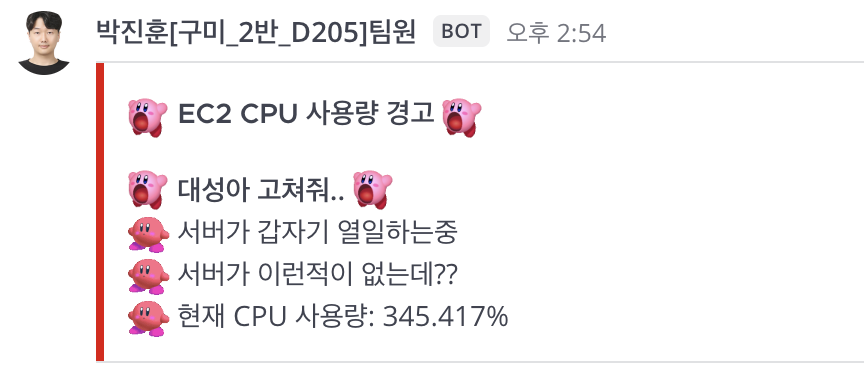 박진훈[구미_2반_D205]팀원 BOT 오후 2:54
EC2 CPU 사용량 경고
대성아 고쳐줘..
서버가 갑자기 열일하는중
서버가 이런적이 없는데??
현재 CPU 사용량: 345.417%